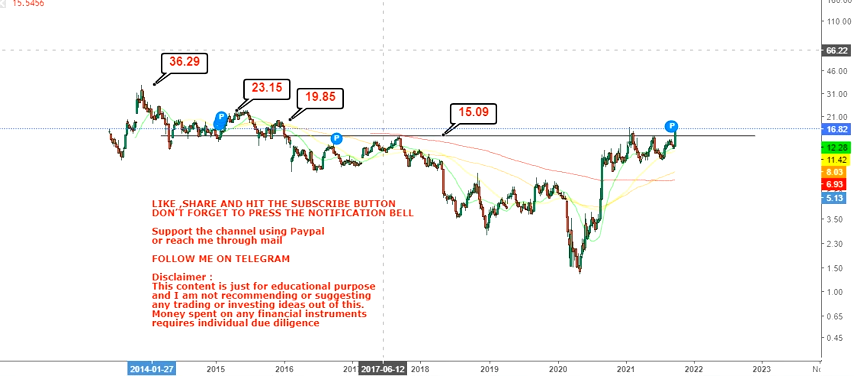 15.5456
160.00
110.00
66.22
46.00
36.29
31.00
23.15
19.85
21.00
15.09
16.82
12.28
11.42
8.03
6.93
5.13
3.50
2.30
1.50
1.00
0.65
0.45
P
P
P
P
LIKE ,SHARE AND HIT THE SUBSCRIBE BUTTON
DON'T FORGET TO PRESS THE NOTIFICATION BELL
Support the channel using Paypal
or reach me through mail
FOLLOW ME ON TELEGRAM
Disclaimer :
This content is just for educational purpose
and I am not recommending or suggesting
any trading or investing ideas out of this.
Money spent on any financial instruments
requires individual due diligence
2014-01-27
2015
2016
2017-06-12
2018
2019
2020
2021
2022
2023